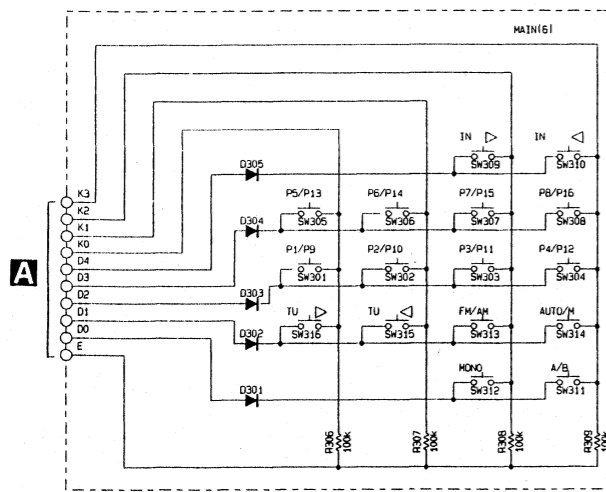 MAIN(6)
IN IN
D305 SW309 SW310
K3
P5/P13 P6/P14 P7/P15 P8/P16
K2
D304 SW305 SW306 SW307 SW308
K1
K0
D4 P1/P9 P2/P10 P3/P11 P4/P12
A
D3
D303 SW301 SW302 SW303 SW304
D2
D1 TU TU FM/AM AUTO/M
D302 SW316 SW315 SW313 SW314
D0
E
MONO A/B
D301 SW312 SW311
R306 100k R307 100k R308 100k R309 100k